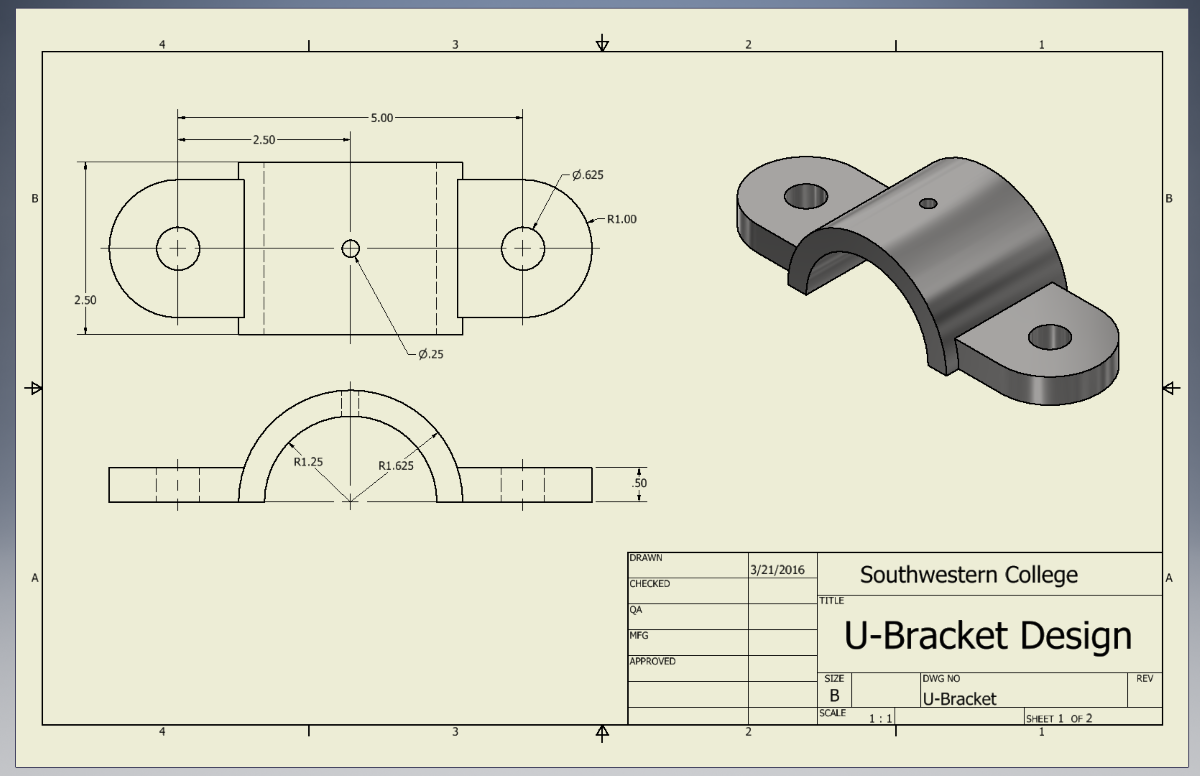 4 3 2 1
5.00
2.50
Ø.625
B B
R1.00
2.50
Ø.25
R1.25 R1.625
.50
A A
DRAWN
3/21/2016
Southwestern College
CHECKED
TITLE
QA
U-Bracket Design
MFG
APPROVED
SIZE
B
DWG NO
U-Bracket
REV
SCALE 1 : 1
SHEET 1 OF 2
4 3 2 1